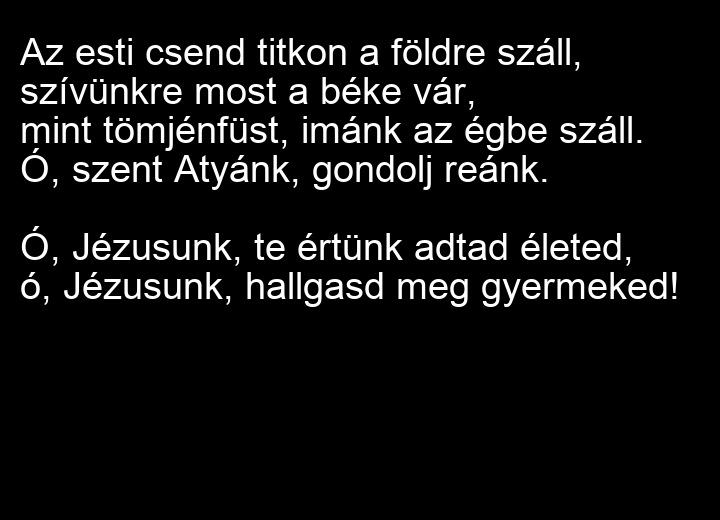 Az esti csend titkon a földre száll,
szívünkre most a béke vár,
mint tömjénfüst, imánk az égbe száll.
Ó, szent Atyánk, gondolj reánk.

Ó, Jézusunk, te értünk adtad életed,
ó, Jézusunk, hallgasd meg gyermeked!